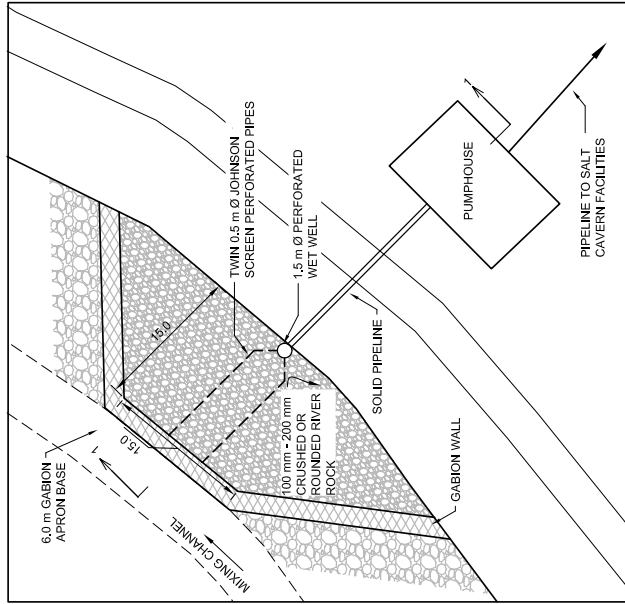 6.0 m GABION
APRON BASE
1
MIXING CHANNEL
15.0
15.0
TWIN 0.5 m Ø JOHNSON
SCREEN PERFORATED PIPES
1.5 m Ø PERFORATED
WET WELL
100 mm - 200 mm
CRUSHED OR
ROUNDED RIVER
ROCK
SOLID PIPELINE
GABION WALL
PUMPHOUSE
1
PIPELINE TO SALT
CAVERN FACILITIES